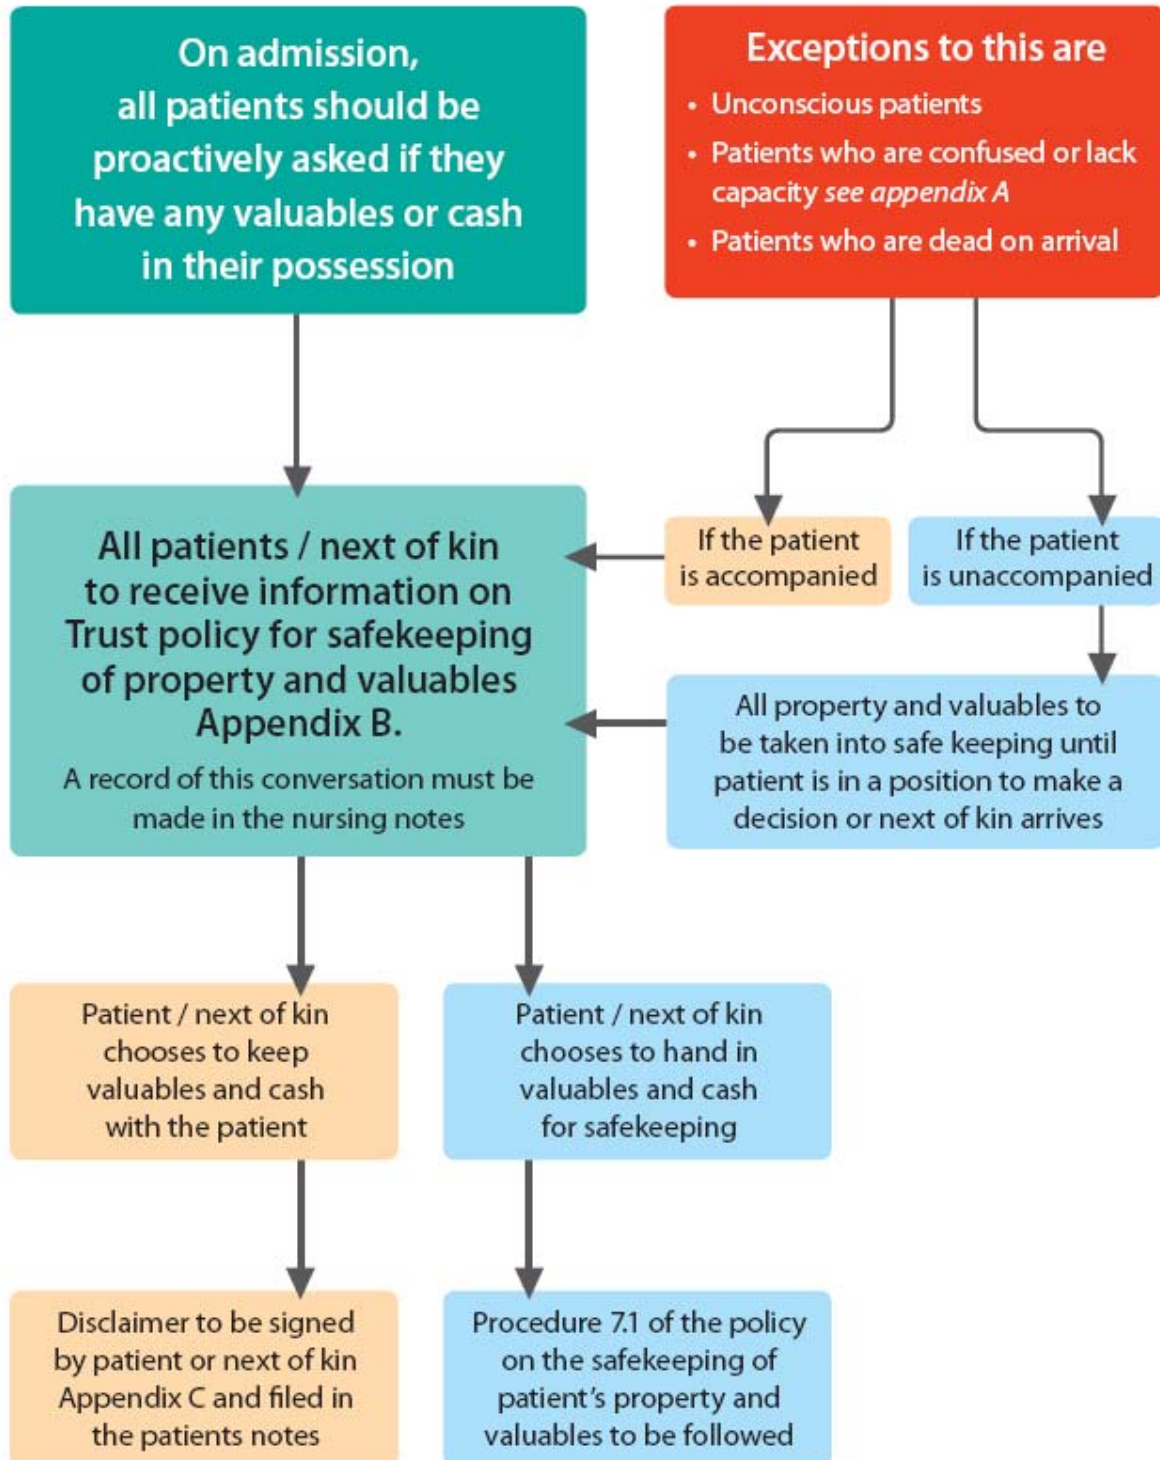 On admission,
all patients should be
proactively asked if they
have any valuables or cash
in their possession
Exceptions to this are
• Unconscious patients
• Patients who are confused or lack
capacity see appendix A
• Patients who are dead on arrival
If the patient
is accompanied
If the patient
is unaccompanied
All patients / next of kin
to receive information on
Trust policy for safekeeping
of property and valuables
Appendix B.
A record of this conversation must be
made in the nursing notes
All property and valuables to
be taken into safe keeping until
patient is in a position to make a
decision or next of kin arrives
Patient / next of kin
chooses to keep
valuables and cash
with the patient
Patient / next of kin
chooses to hand in
valuables and cash
for safekeeping
Disclaimer to be signed
by patient or next of kin
Appendix C and filed in
the patients notes
Procedure 7.1 of the policy
on the safekeeping of
patient’s property and
valuables to be followed